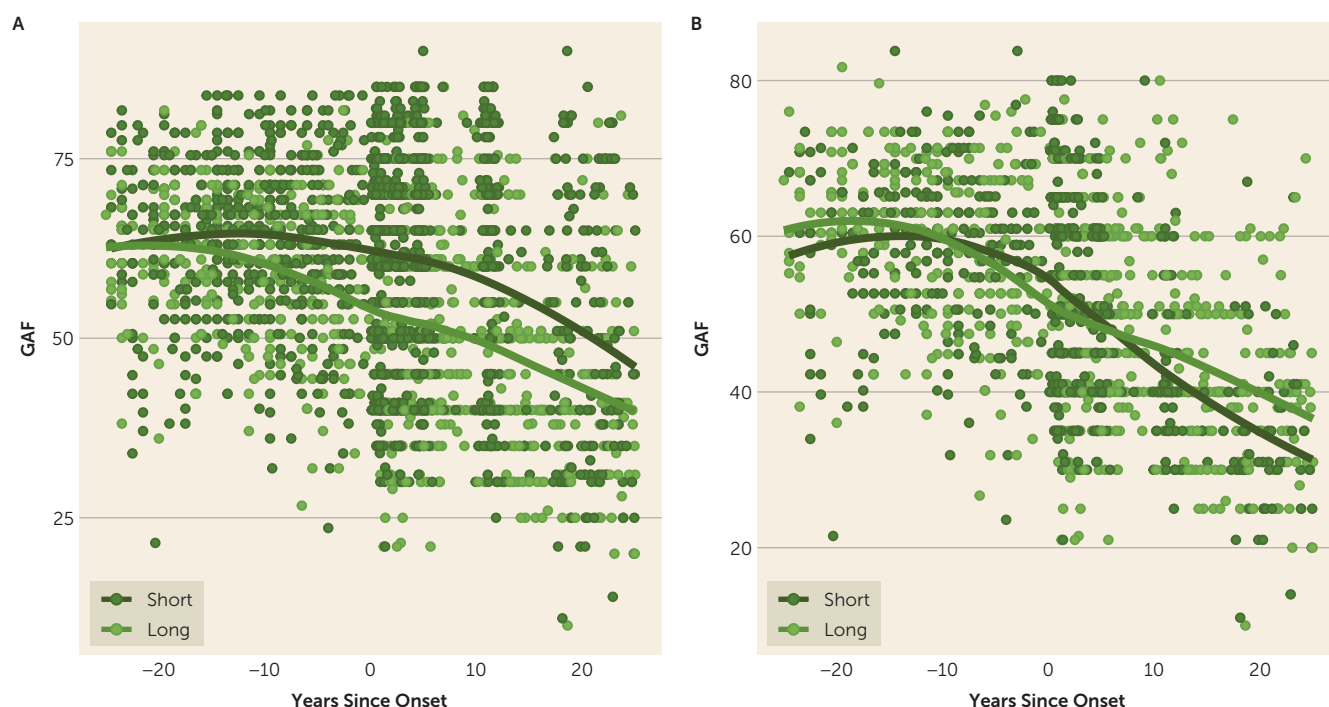 A
GAF
75
50
25
Short
Long
−20 −10 0 10 20
Years Since Onset
B
GAF
80
60
40
20
Short
Long
−20 −10 0 10 20
Years Since Onset